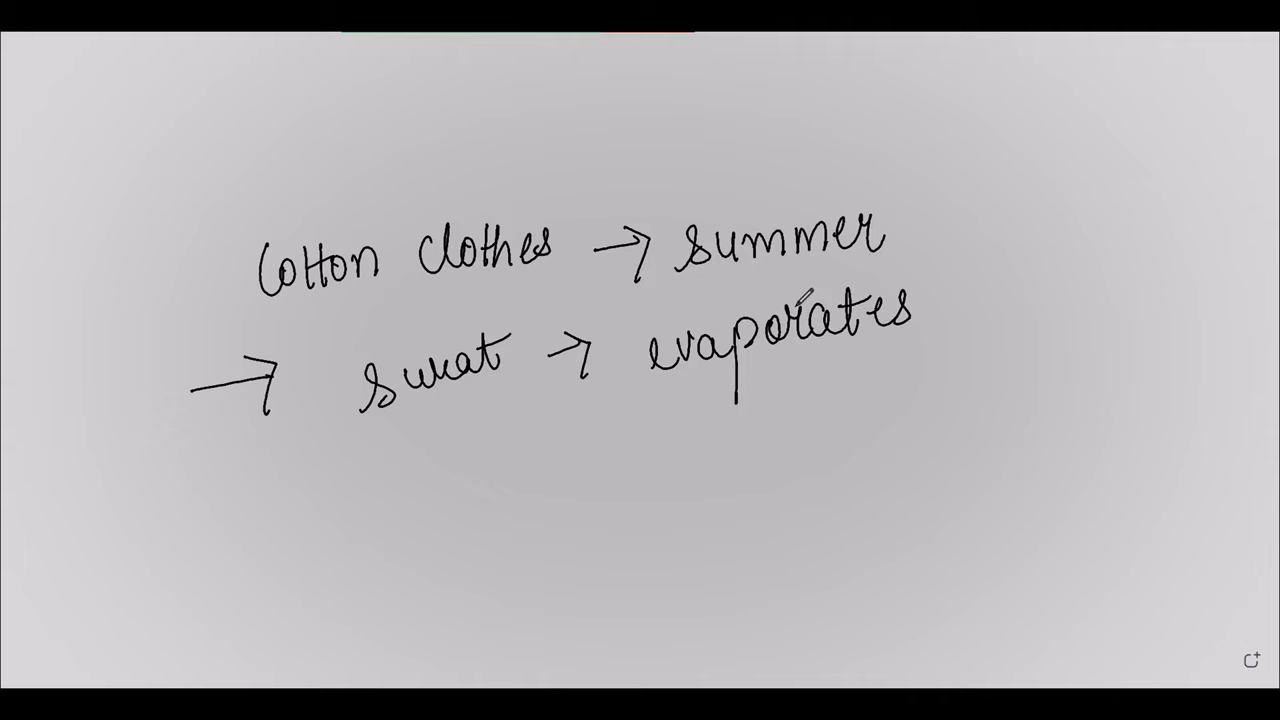 Cotton clothes → summer
→ sweat → evaporates